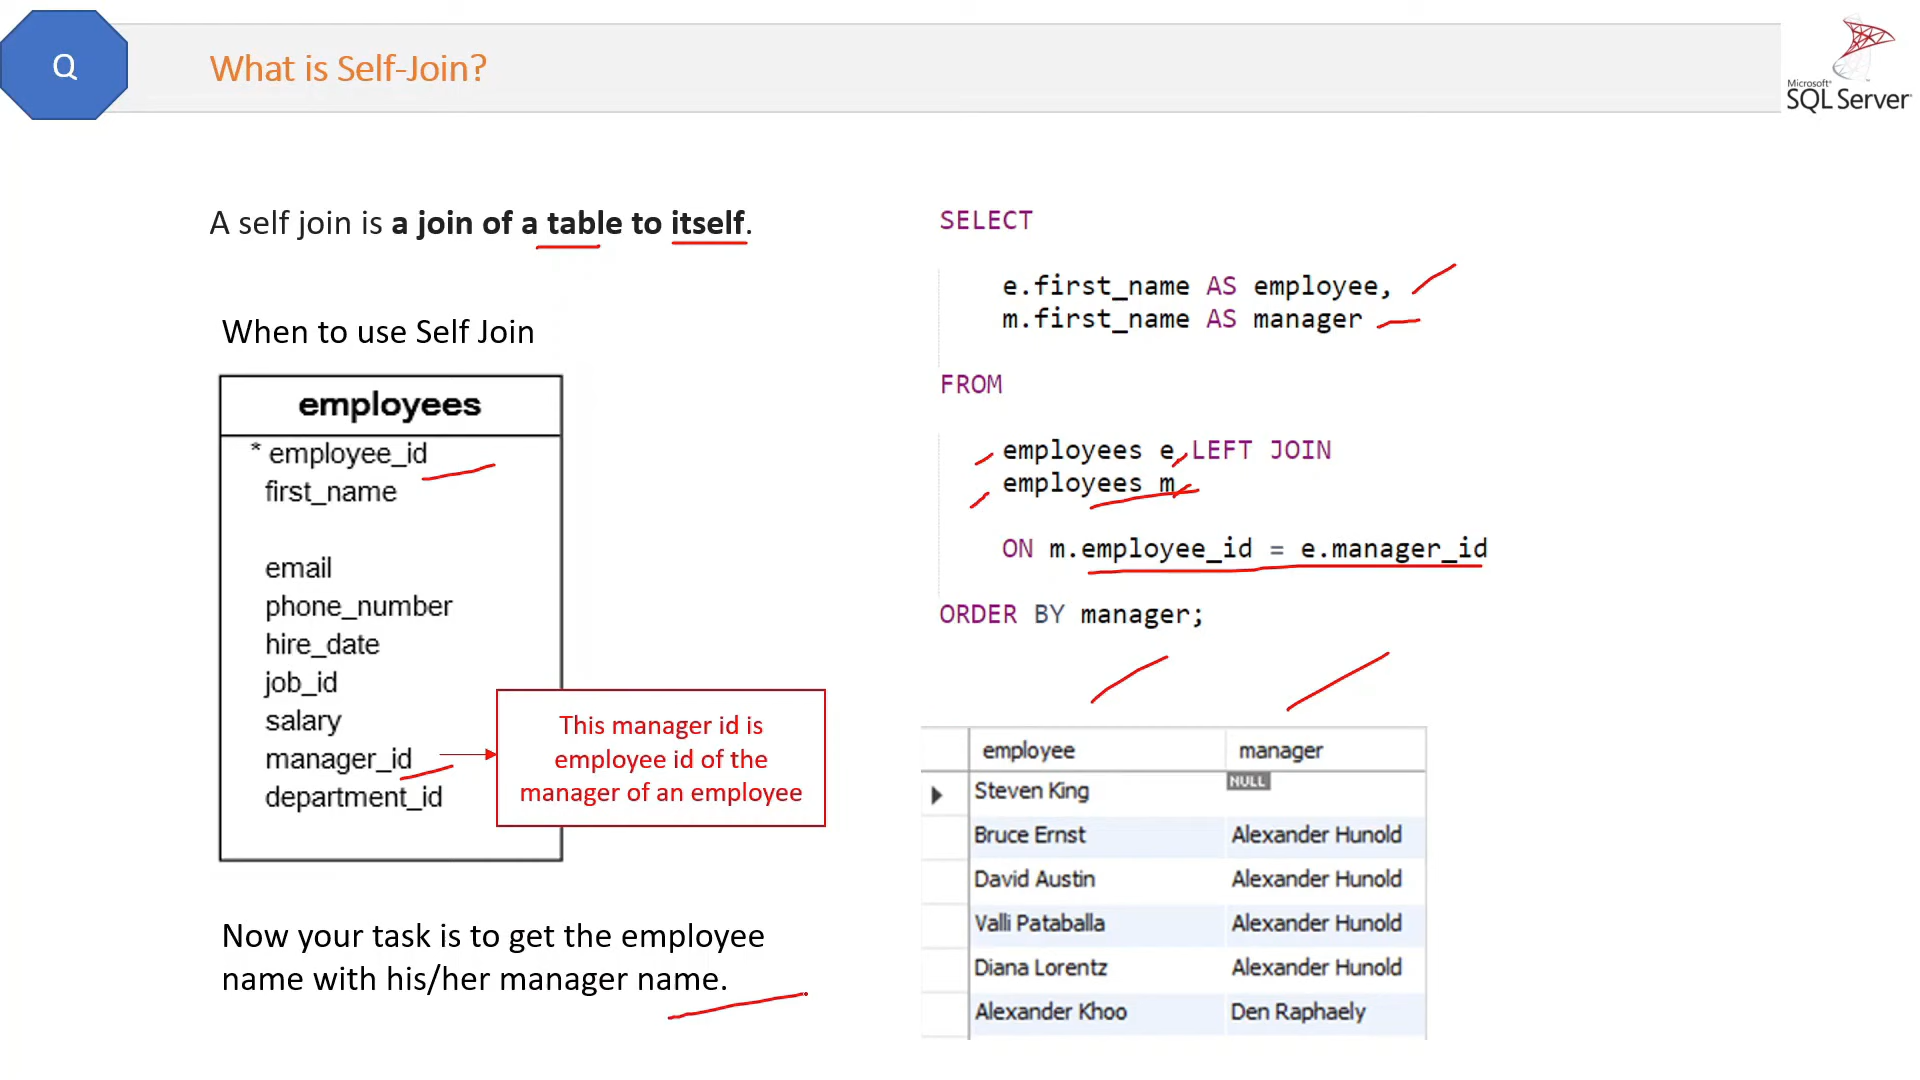 Q
What is Self-Join?
Microsoft®
SQL Server
A self join is a join of a table to itself.
When to use Self Join
employees
* employee_id
first_name
email
phone_number
hire_date
job_id
salary
manager_id
department_id
This manager id is
employee id of the
manager of an employee
Now your task is to get the employee
name with his/her manager name.
SELECT
e.first_name AS employee,
m.first_name AS manager
FROM
employees e LEFT JOIN
employees m
ON m.employee_id = e.manager_id
ORDER BY manager;
employee manager
Steven King NULL
Bruce Ernst Alexander Hunold
David Austin Alexander Hunold
Valli Pataballa Alexander Hunold
Diana Lorentz Alexander Hunold
Alexander Khoo Den Raphaely